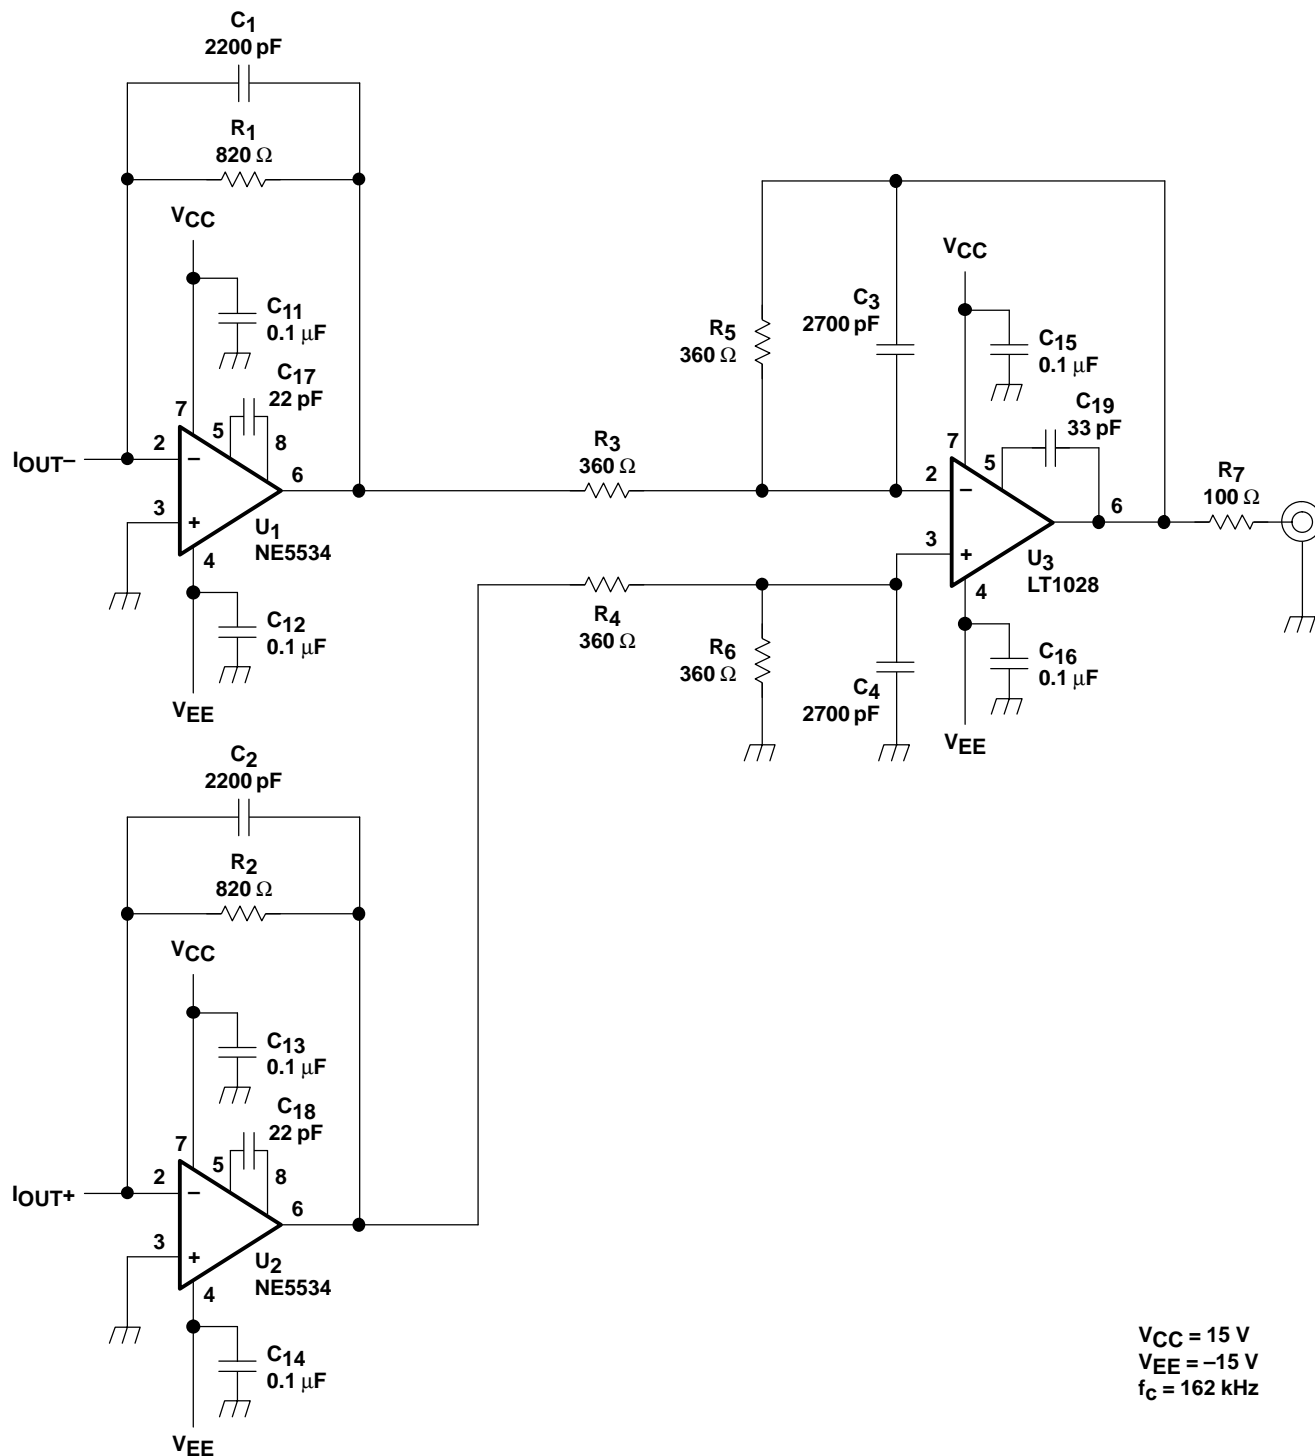 C1
2200 pF
R1
820 Ω
VCC
C11
0.1 μF
C17
22 pF
7
5
8
2
−
IOUT–
6
3
+
U1
NE5534
4
C12
0.1 μF
VEE
R3
360 Ω
R5
360 Ω
C3
2700 pF
VCC
C15
0.1 μF
C19
33 pF
7
5
2
−
6
R7
100 Ω
3
+
U3
LT1028
4
R4
360 Ω
R6
360 Ω
C4
2700 pF
C16
0.1 μF
VEE
C2
2200 pF
R2
820 Ω
VCC
C13
0.1 μF
C18
22 pF
7
5
8
2
−
IOUT+
6
3
+
U2
NE5534
4
C14
0.1 μF
VEE
VCC = 15 V
VEE = –15 V
fc = 162 kHz